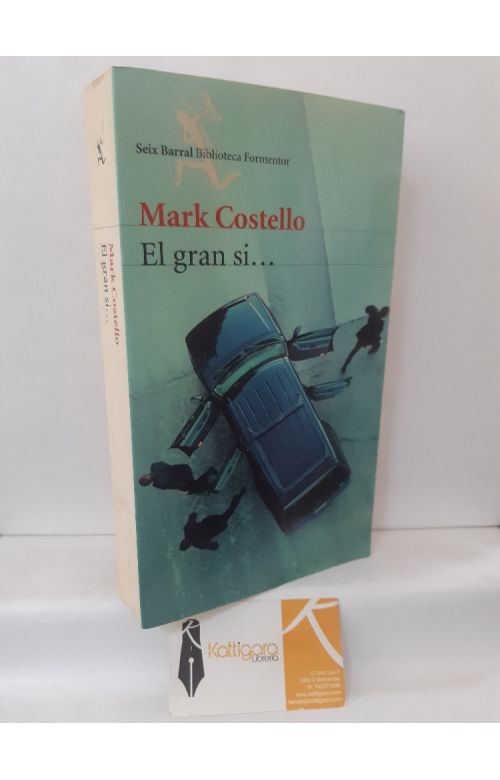 Seix Barral Biblioteca Formentor
Mark Costello
El gran si...
Mark Costello
El gran si...
Kattigara
Librería